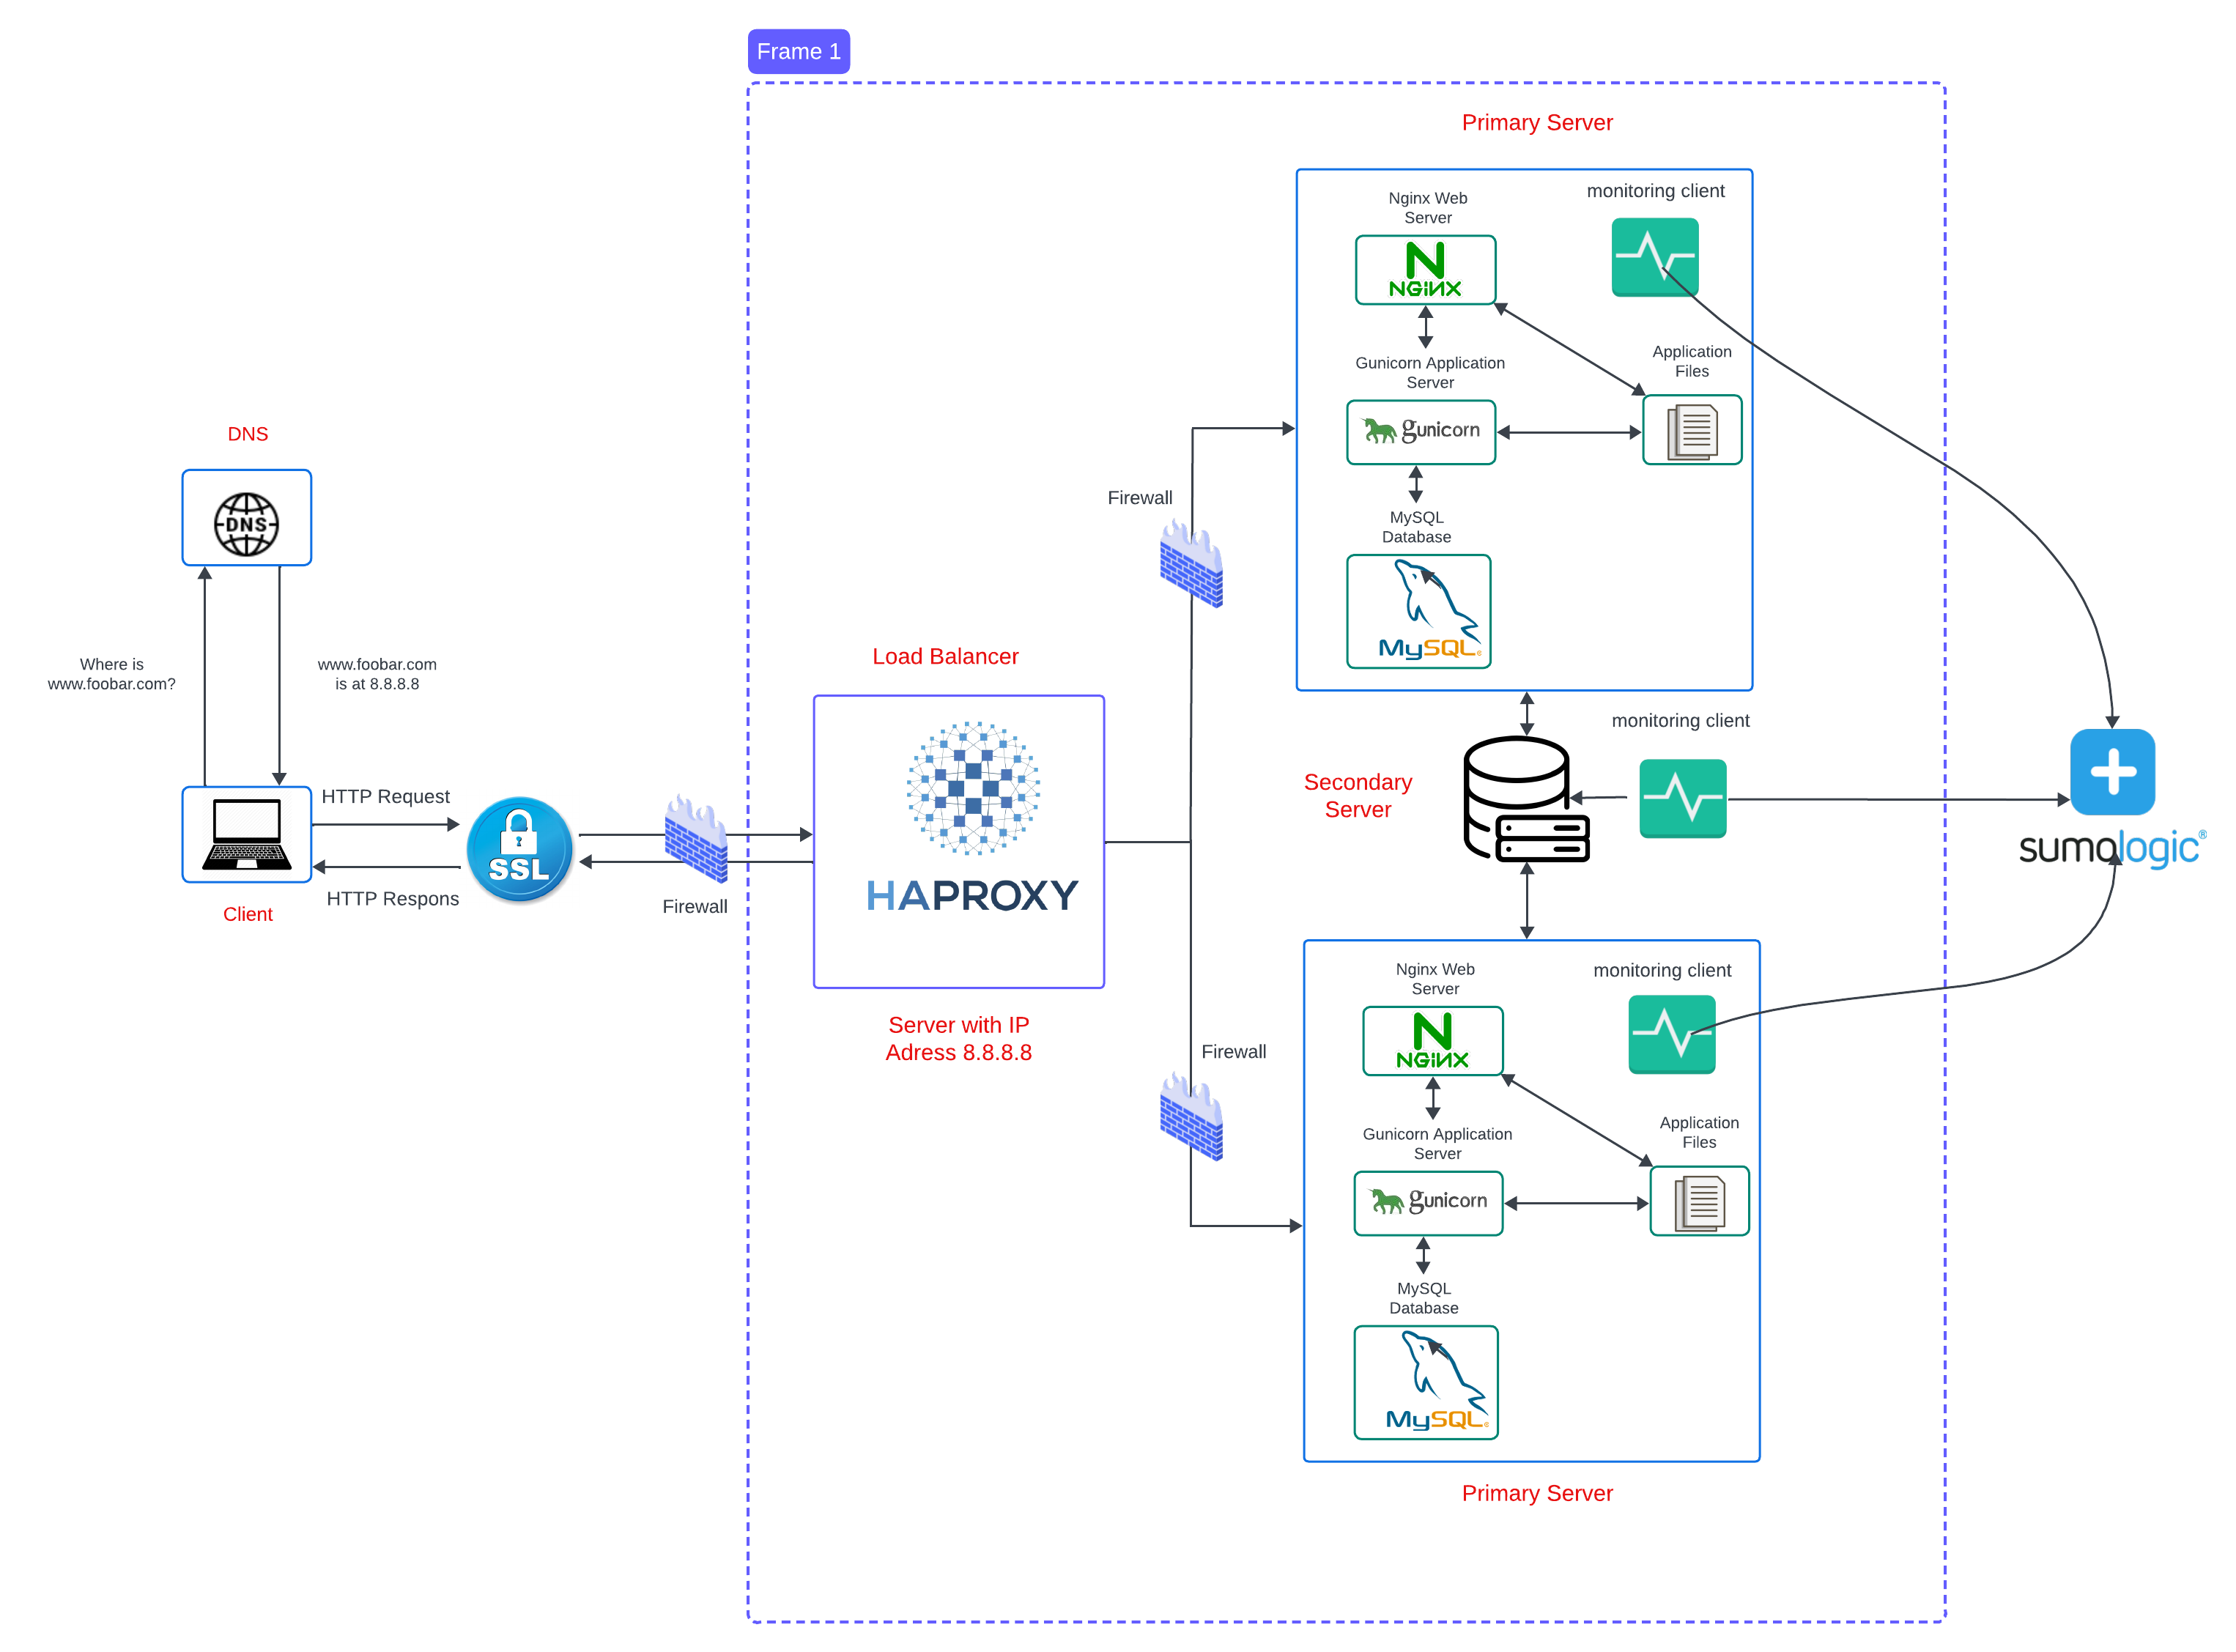 Frame 1
Primary Server
Nginx Web
Server
monitoring client
NGINX
Gunicorn Application
Server
Application
Files
gunicorn
MySQL
Database
MySQL®
DNS
DNS
Where is
www.foobar.com?
www.foobar.com
is at 8.8.8.8
HTTP Request
HTTP Respons
Client
SSL
Firewall
Load Balancer
HAPROXY
Server with IP
Adress 8.8.8.8
Firewall
Firewall
Secondary
Server
monitoring client
sumologic®
Nginx Web
Server
monitoring client
NGINX
Gunicorn Application
Server
Application
Files
gunicorn
MySQL
Database
MySQL®
Primary Server